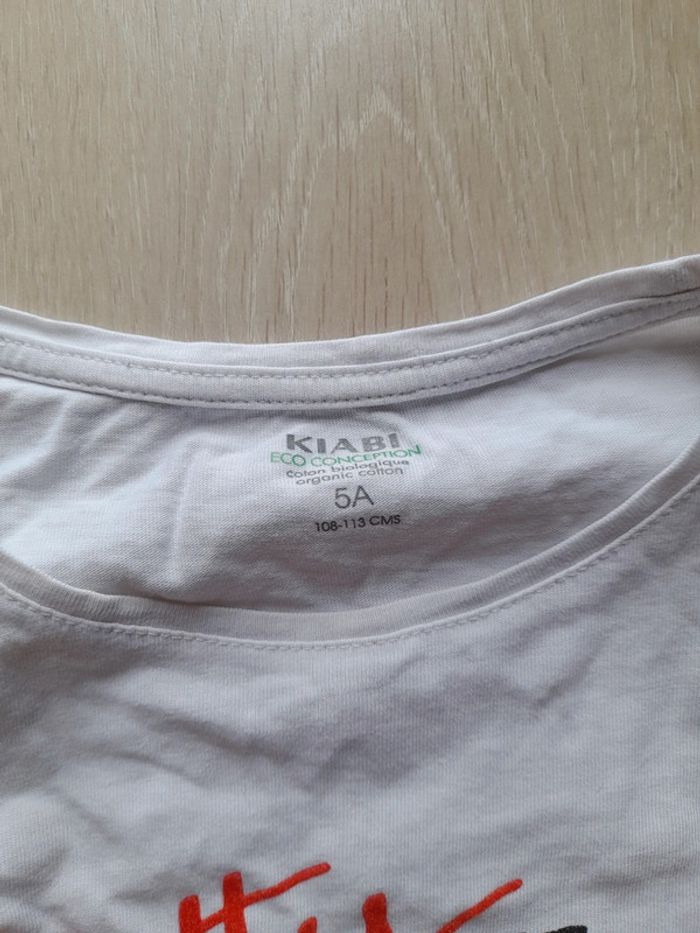 KIABI
ECO CONCEPTION
Coton biologique
organic cotton
5A
108-113 CMS